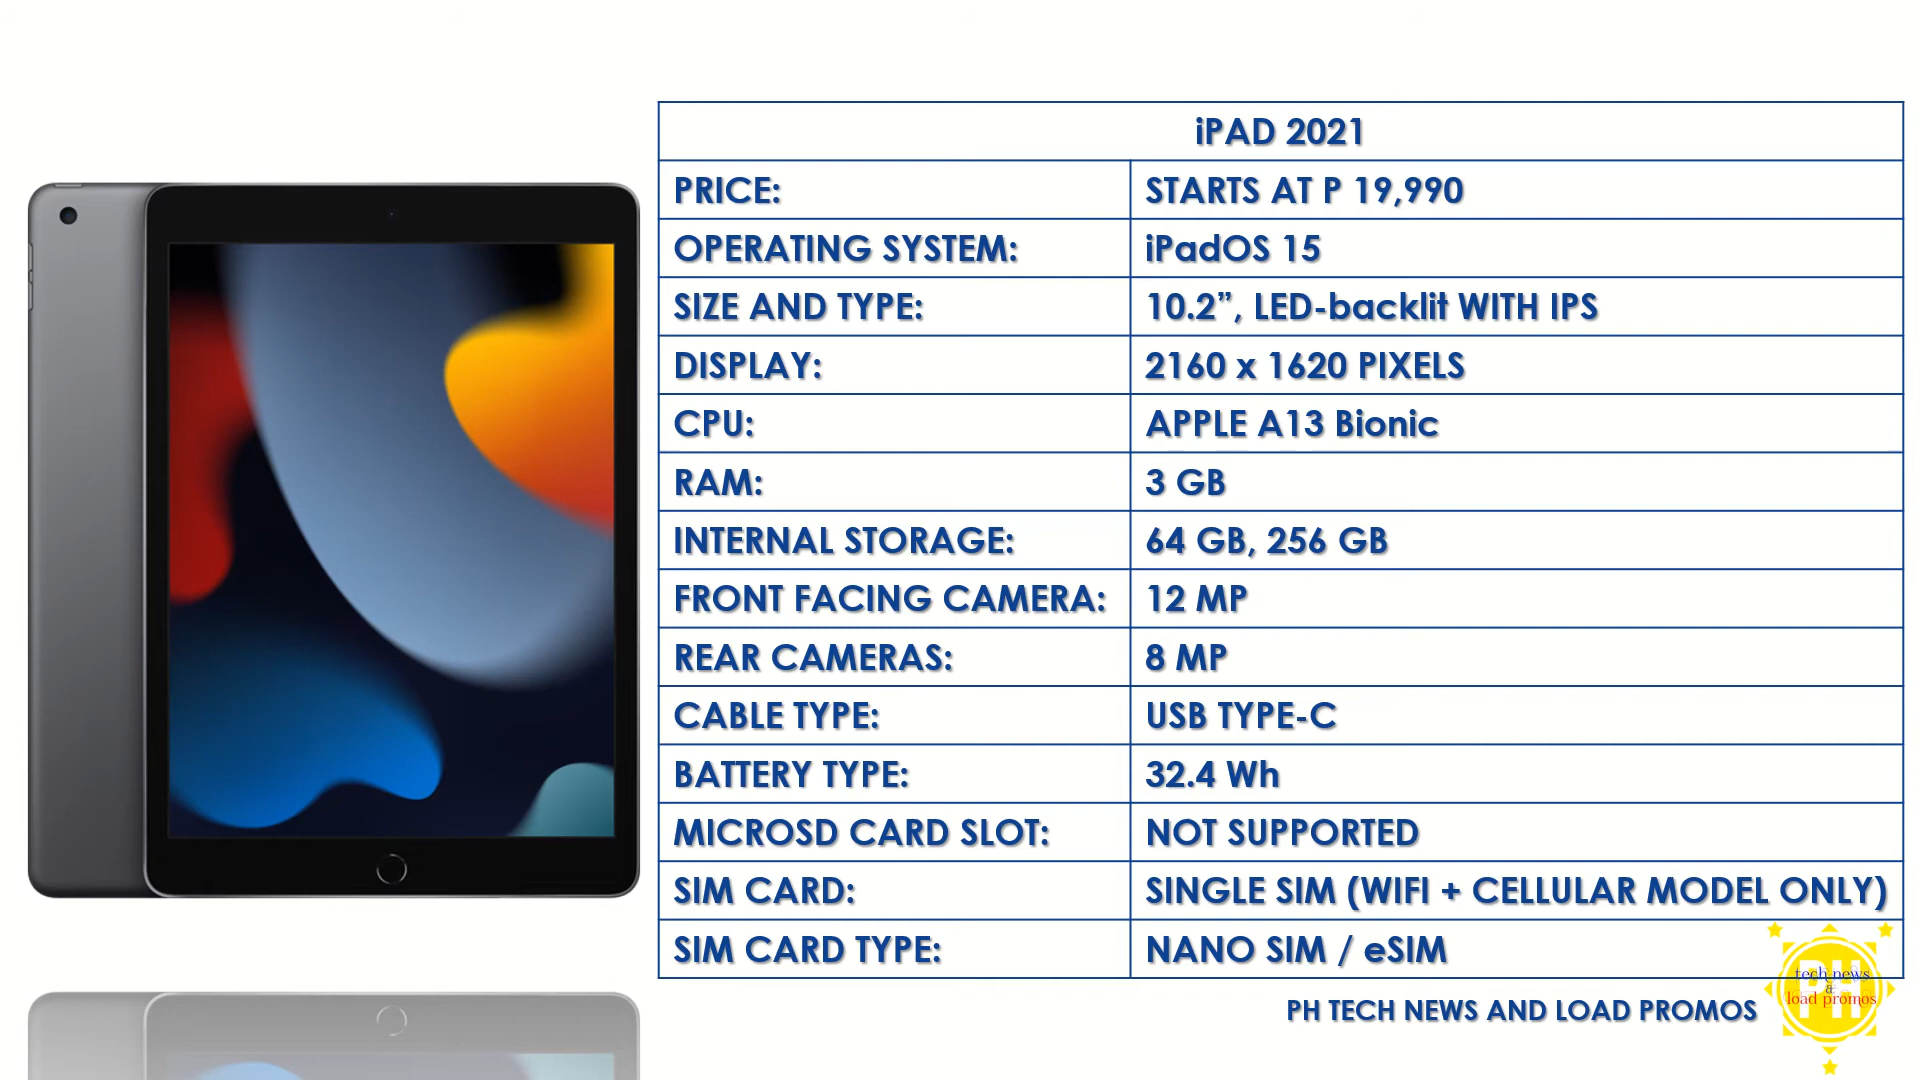 iPAD 2021
PRICE: STARTS AT P 19,990
OPERATING SYSTEM: iPadOS 15
SIZE AND TYPE: 10.2”, LED-backlit WITH IPS
DISPLAY: 2160 x 1620 PIXELS
CPU: APPLE A13 Bionic
RAM: 3 GB
INTERNAL STORAGE: 64 GB, 256 GB
FRONT FACING CAMERA: 12 MP
REAR CAMERAS: 8 MP
CABLE TYPE: USB TYPE-C
BATTERY TYPE: 32.4 Wh
MICROSD CARD SLOT: NOT SUPPORTED
SIM CARD: SINGLE SIM (WIFI + CELLULAR MODEL ONLY)
SIM CARD TYPE: NANO SIM / eSIM
PH TECH NEWS AND LOAD PROMOS
PH
tech news
&
load promos